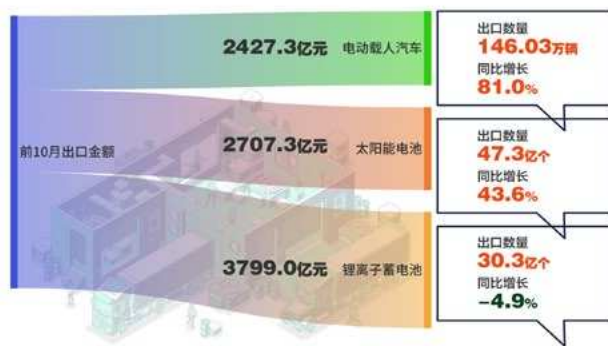 前10月出口金额
2427.3亿元 电动载人汽车
出口数量
146.03万辆
同比增长
81.0%
2707.3亿元 太阳能电池
出口数量
47.3亿个
同比增长
43.6%
3799.0亿元 锂离子蓄电池
出口数量
30.3亿个
同比增长
-4.9%